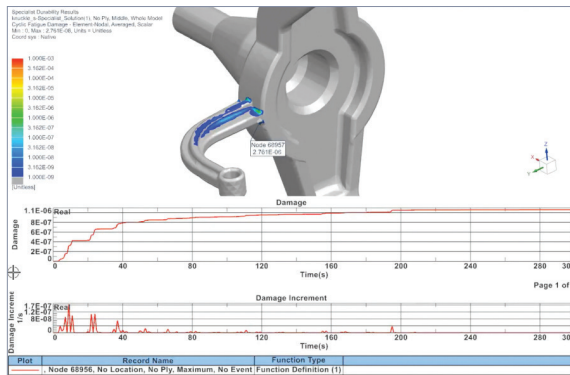 Specialist Durability Results
knuckle_s-Specialist_Solution(1), No Ply, Middle, Whole Model
Cyclic Fatigue Damage - Element-Nodal, Averaged, Scalar
Min : 0, Max : 2.761E-06, Units = Unitless
Coord sys : Native
1.000E-03
3.162E-04
1.000E-04
3.162E-05
1.000E-05
3.162E-06
1.000E-06
3.162E-07
1.000E-07
3.162E-08
1.000E-08
3.162E-09
1.000E-09
[Unitless]
Node 68957
2.761E-06
Z
X
Y
Damage
1.1E-06
8E-07
6E-07
4E-07
2E-07
0
Real
Damage
0 40 80 120 160 200 240 280 300
Time(s)
Page 1 of
Damage Increment
1.7E-07
1.2E-07
8E-08
0
Real
Damage Increme
1/s
0 40 80 120 160 200 240 280 300
Time(s)
Plot Record Name Function Type
, Node 68956, No Location, No Ply, Maximum, No Event Function Definition (1)